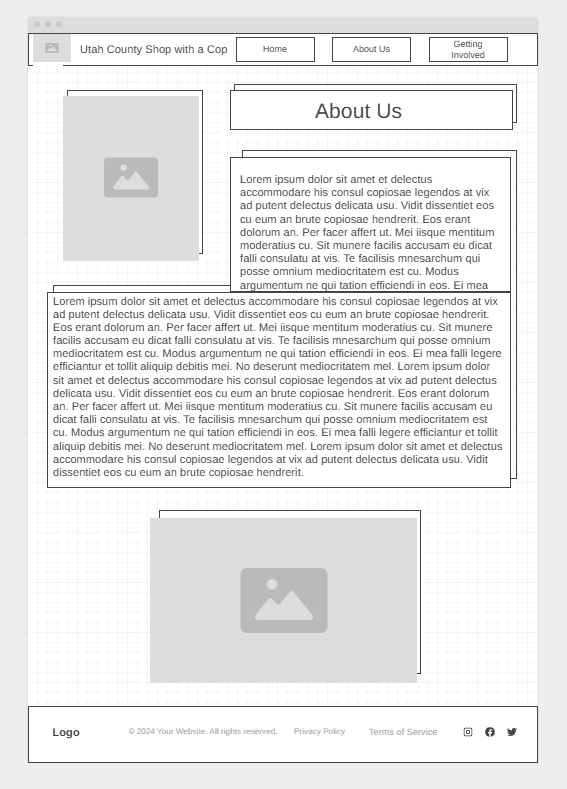 Utah County Shop with a Cop
Home
About Us
Getting
Involved
About Us
Lorem ipsum dolor sit amet et delectus
accommodare his consul copiosae legendos at vix
ad putent delectus delicata usu. Vidit dissentiet eos
cu eum an brute copiosae hendrerit. Eos erant
dolorum an. Per facer affert ut. Mei iisque mentitum
moderatius cu. Sit munere facilis accusam eu dicat
falli consulatu at vis. Te facilisis mnesarchum qui
posse omnium mediocritatem est cu. Modus
argumentum ne qui tation efficiendi in eos. Ei mea
Lorem ipsum dolor sit amet et delectus accommodare his consul copiosae legendos at vix
ad putent delectus delicata usu. Vidit dissentiet eos cu eum an brute copiosae hendrerit.
Eos erant dolorum an. Per facer affert ut. Mei iisque mentitum moderatius cu. Sit munere
facilis accusam eu dicat falli consulatu at vis. Te facilisis mnesarchum qui posse omnium
mediocritatem est cu. Modus argumentum ne qui tation efficiendi in eos. Ei mea falli legere
efficiantur et tollit aliquip debitis mei. No deserunt mediocritatem mel. Lorem ipsum dolor
sit amet et delectus accommodare his consul copiosae legendos at vix ad putent delectus
delicata usu. Vidit dissentiet eos cu eum an brute copiosae hendrerit. Eos erant dolorum
an. Per facer affert ut. Mei iisque mentitum moderatius cu. Sit munere facilis accusam eu
dicat falli consulatu at vis. Te facilisis mnesarchum qui posse omnium mediocritatem est
cu. Modus argumentum ne qui tation efficiendi in eos. Ei mea falli legere efficiantur et tollit
aliquip debitis mei. No deserunt mediocritatem mel. Lorem ipsum dolor sit amet et delectus
accommodare his consul copiosae legendos at vix ad putent delectus delicata usu. Vidit
dissentiet eos cu eum an brute copiosae hendrerit.
Logo
© 2024 Your Website. All rights reserved.
Privacy Policy
Terms of Service